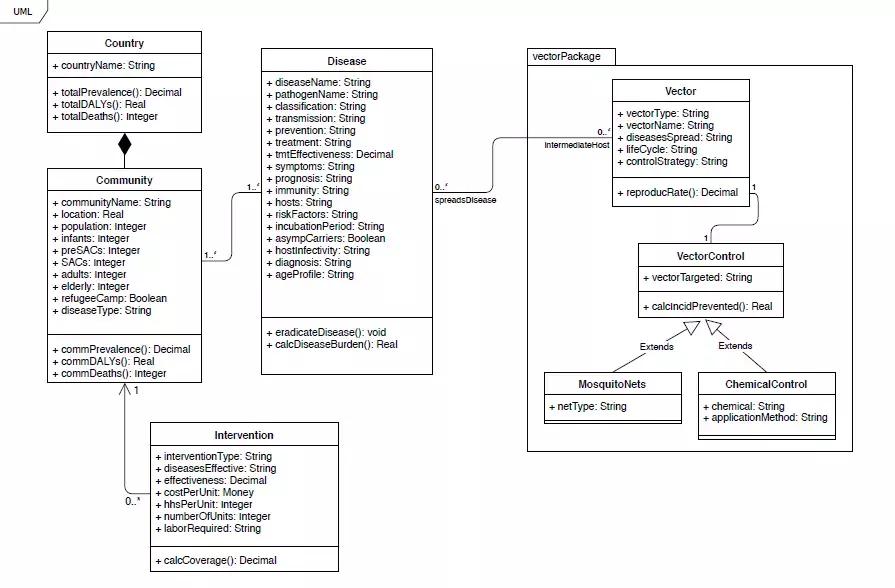 UML
Country
+ countryName: String
+ totalPrevalence(): Decimal
+ totalDALYs(): Real
+ totalDeaths(): Integer
Community
+ communityName: String
+ location: Real
+ population: Integer
+ infants: Integer
+ preSACs: Integer
+ SACs: Integer
+ adults: Integer
+ elderly: Integer
+ refugeeCamp: Boolean
+ diseaseType: String
+ commPrevalence(): Decimal
+ commDALYs(): Real
+ commDeaths(): Integer
1..*
1..*
Disease
+ diseaseName: String
+ pathogenName: String
+ classification: String
+ transmission: String
+ prevention: String
+ treatment: String
+ tmtEffectiveness: Decimal
+ symptoms: String
+ prognosis: String
+ immunity: String
+ hosts: String
+ riskFactors: String
+ incubationPeriod: String
+ asympCarriers: Boolean
+ hostInfectivity: String
+ diagnosis: String
+ ageProfile: String
+ eradicateDisease(): void
+ calcDiseaseBurden(): Real
0..*
spreadsDisease
0..*
IntermediateHost
vectorPackage
Vector
+ vectorType: String
+ vectorName: String
+ diseasesSpread: String
+ lifeCycle: String
+ controlStrategy: String
+ reproducRate(): Decimal
1
1
VectorControl
+ vectorTargeted: String
+ calcIncidPrevented(): Real
Extends
Extends
MosquitoNets
+ netType: String
ChemicalControl
+ chemical: String
+ applicationMethod: String
1
0..*
Intervention
+ interventionType: String
+ diseasesEffective: String
+ effectiveness: Decimal
+ costPerUnit: Money
+ hhsPerUnit: Integer
+ numberOfUnits: Integer
+ laborRequired: String
+ calcCoverage(): Decimal